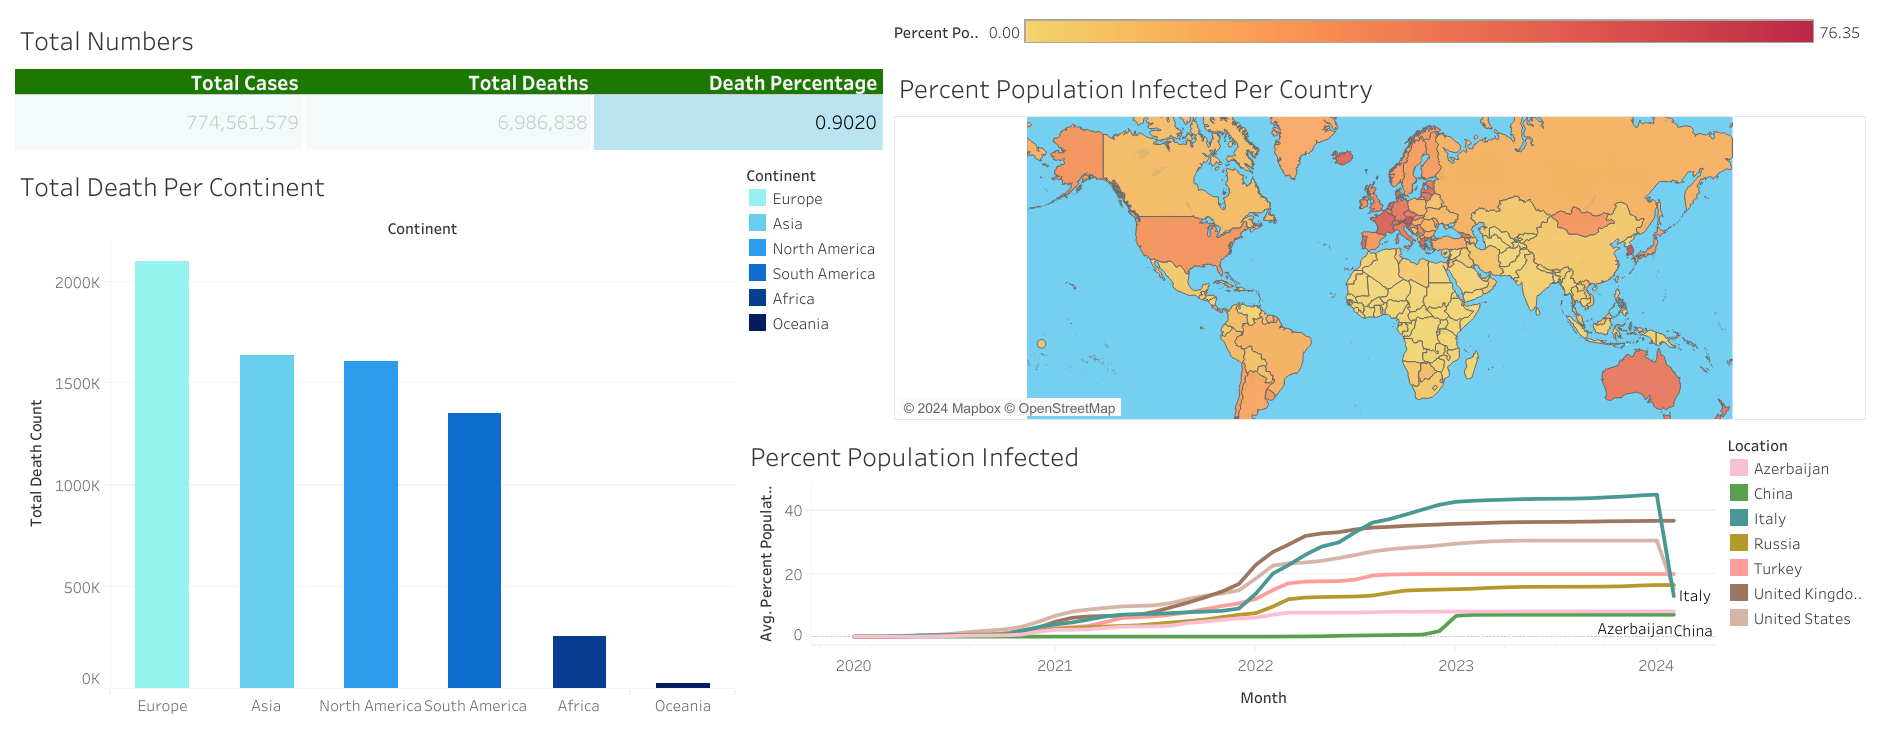 Total Numbers
Total Cases Total Deaths Death Percentage
774,561,579 6,986,838 0.9020
Total Death Per Continent
Continent
Total Death Count
2000K
1500K
1000K
500K
0K
Europe Asia North America South America Africa Oceania
Continent
Europe
Asia
North America
South America
Africa
Oceania
Percent Po.. 0.00 76.35
Percent Population Infected Per Country
© 2024 Mapbox © OpenStreetMap
Percent Population Infected
Avg. Percent Populat..
40
20
0
Italy
Azerbaijan China
2020 2021 2022 2023 2024
Month
Location
Azerbaijan
China
Italy
Russia
Turkey
United Kingdo..
United States